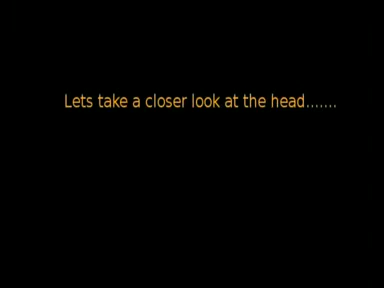 Lets take a closer look at the head.......